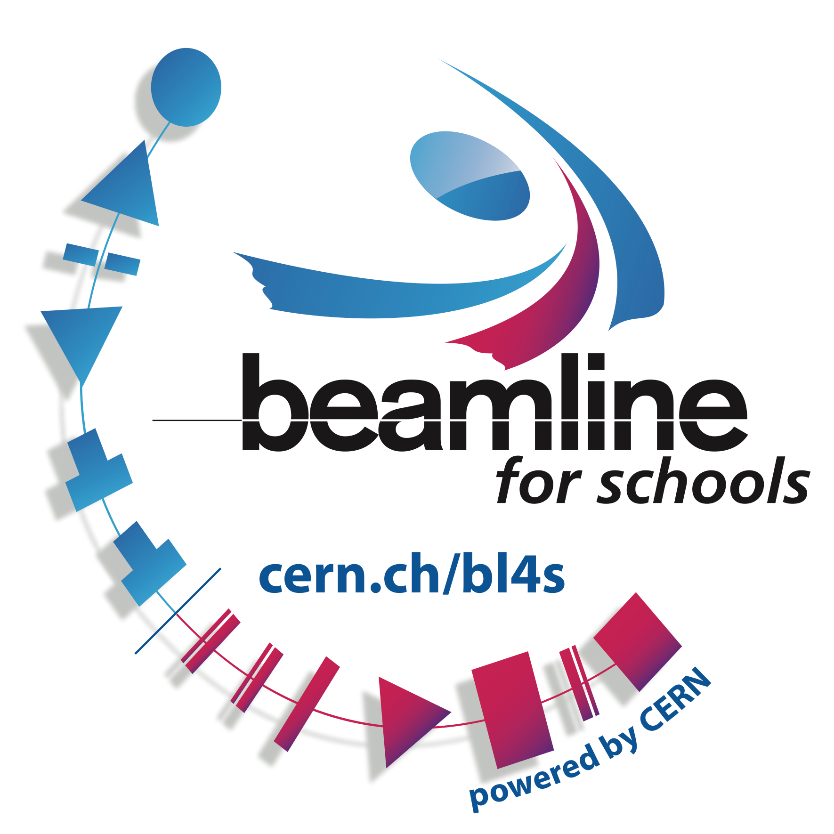 beamline
for schools
cern.ch/bl4s
powered by CERN